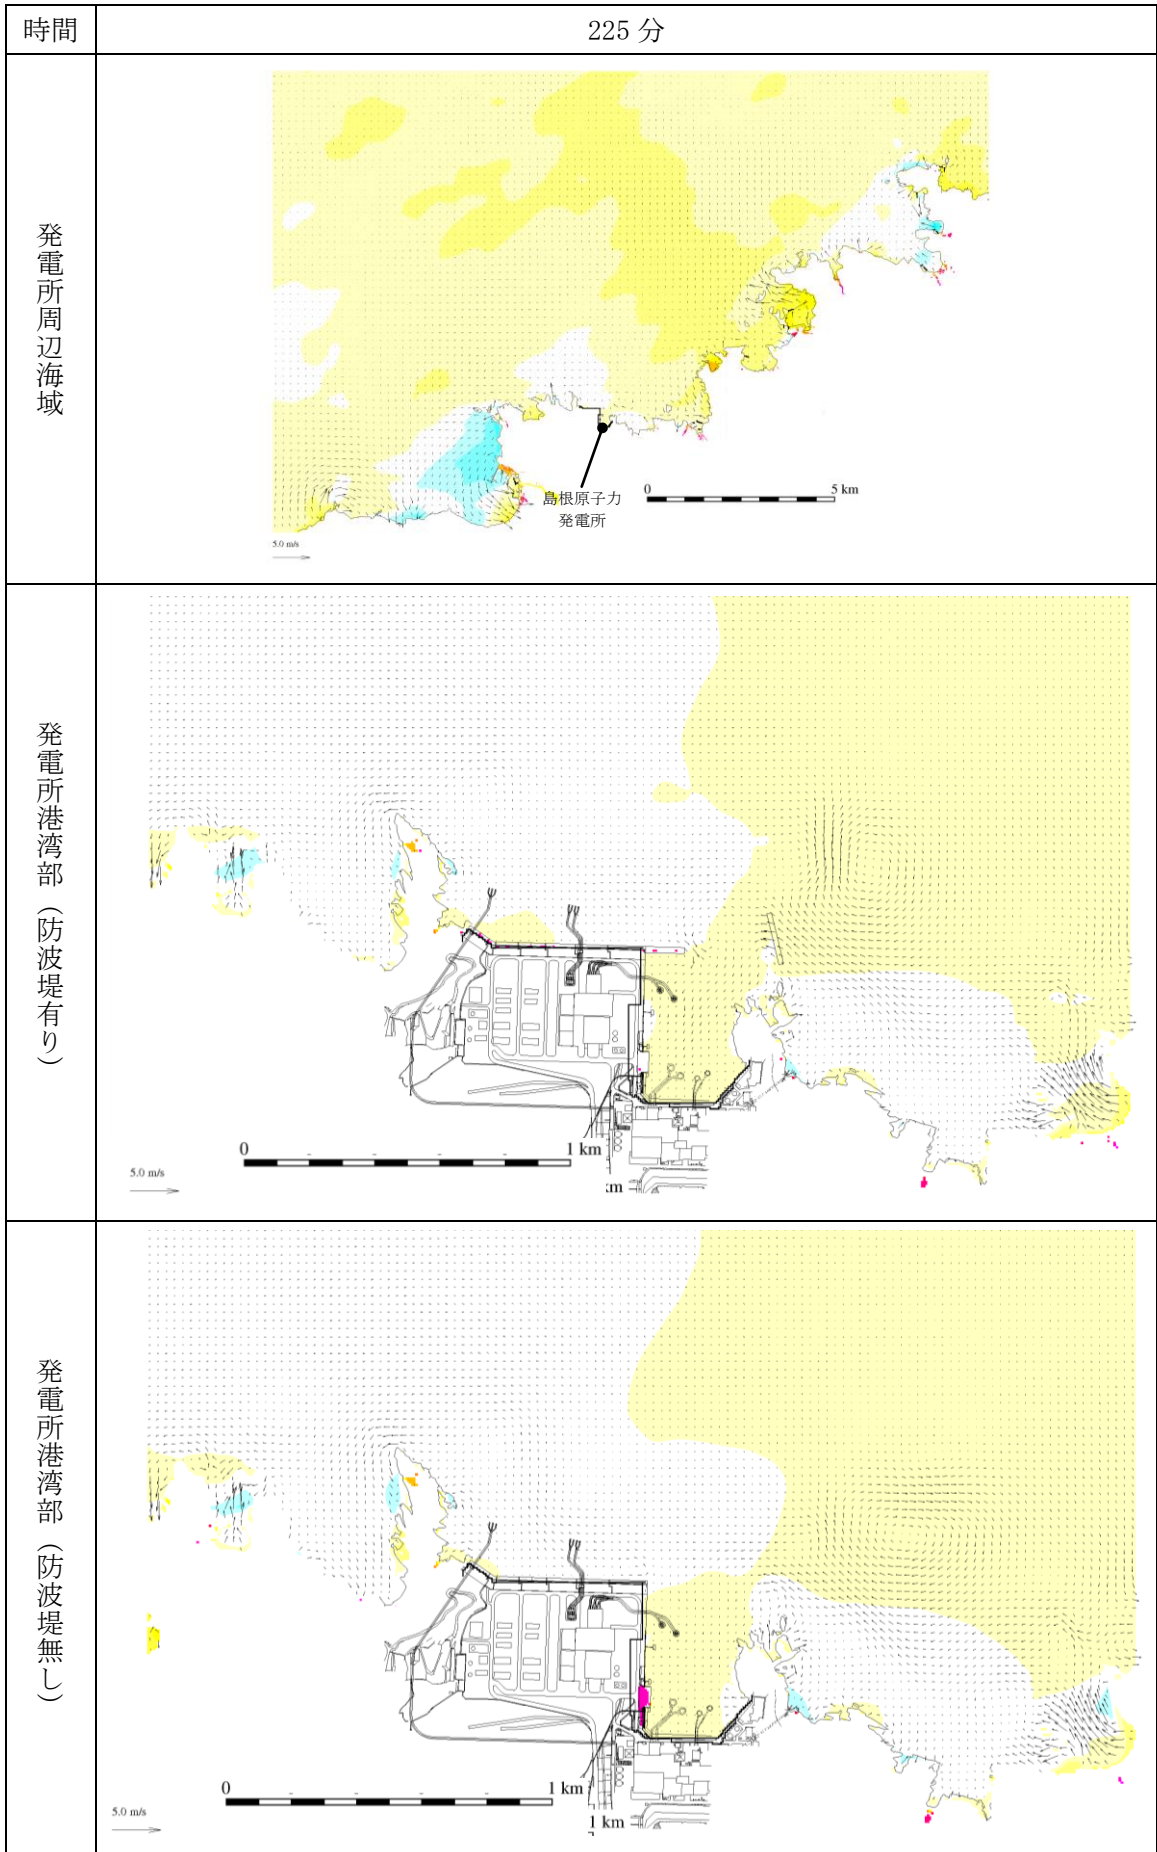 時間
225 分
発電所周辺海域
島根原子力
発電所
0
5 km
5.0 m/s
発電所港湾部（防波堤有り）
0
1 km
km
5.0 m/s
発電所港湾部（防波堤無し）
0
1 km
1 km
5.0 m/s